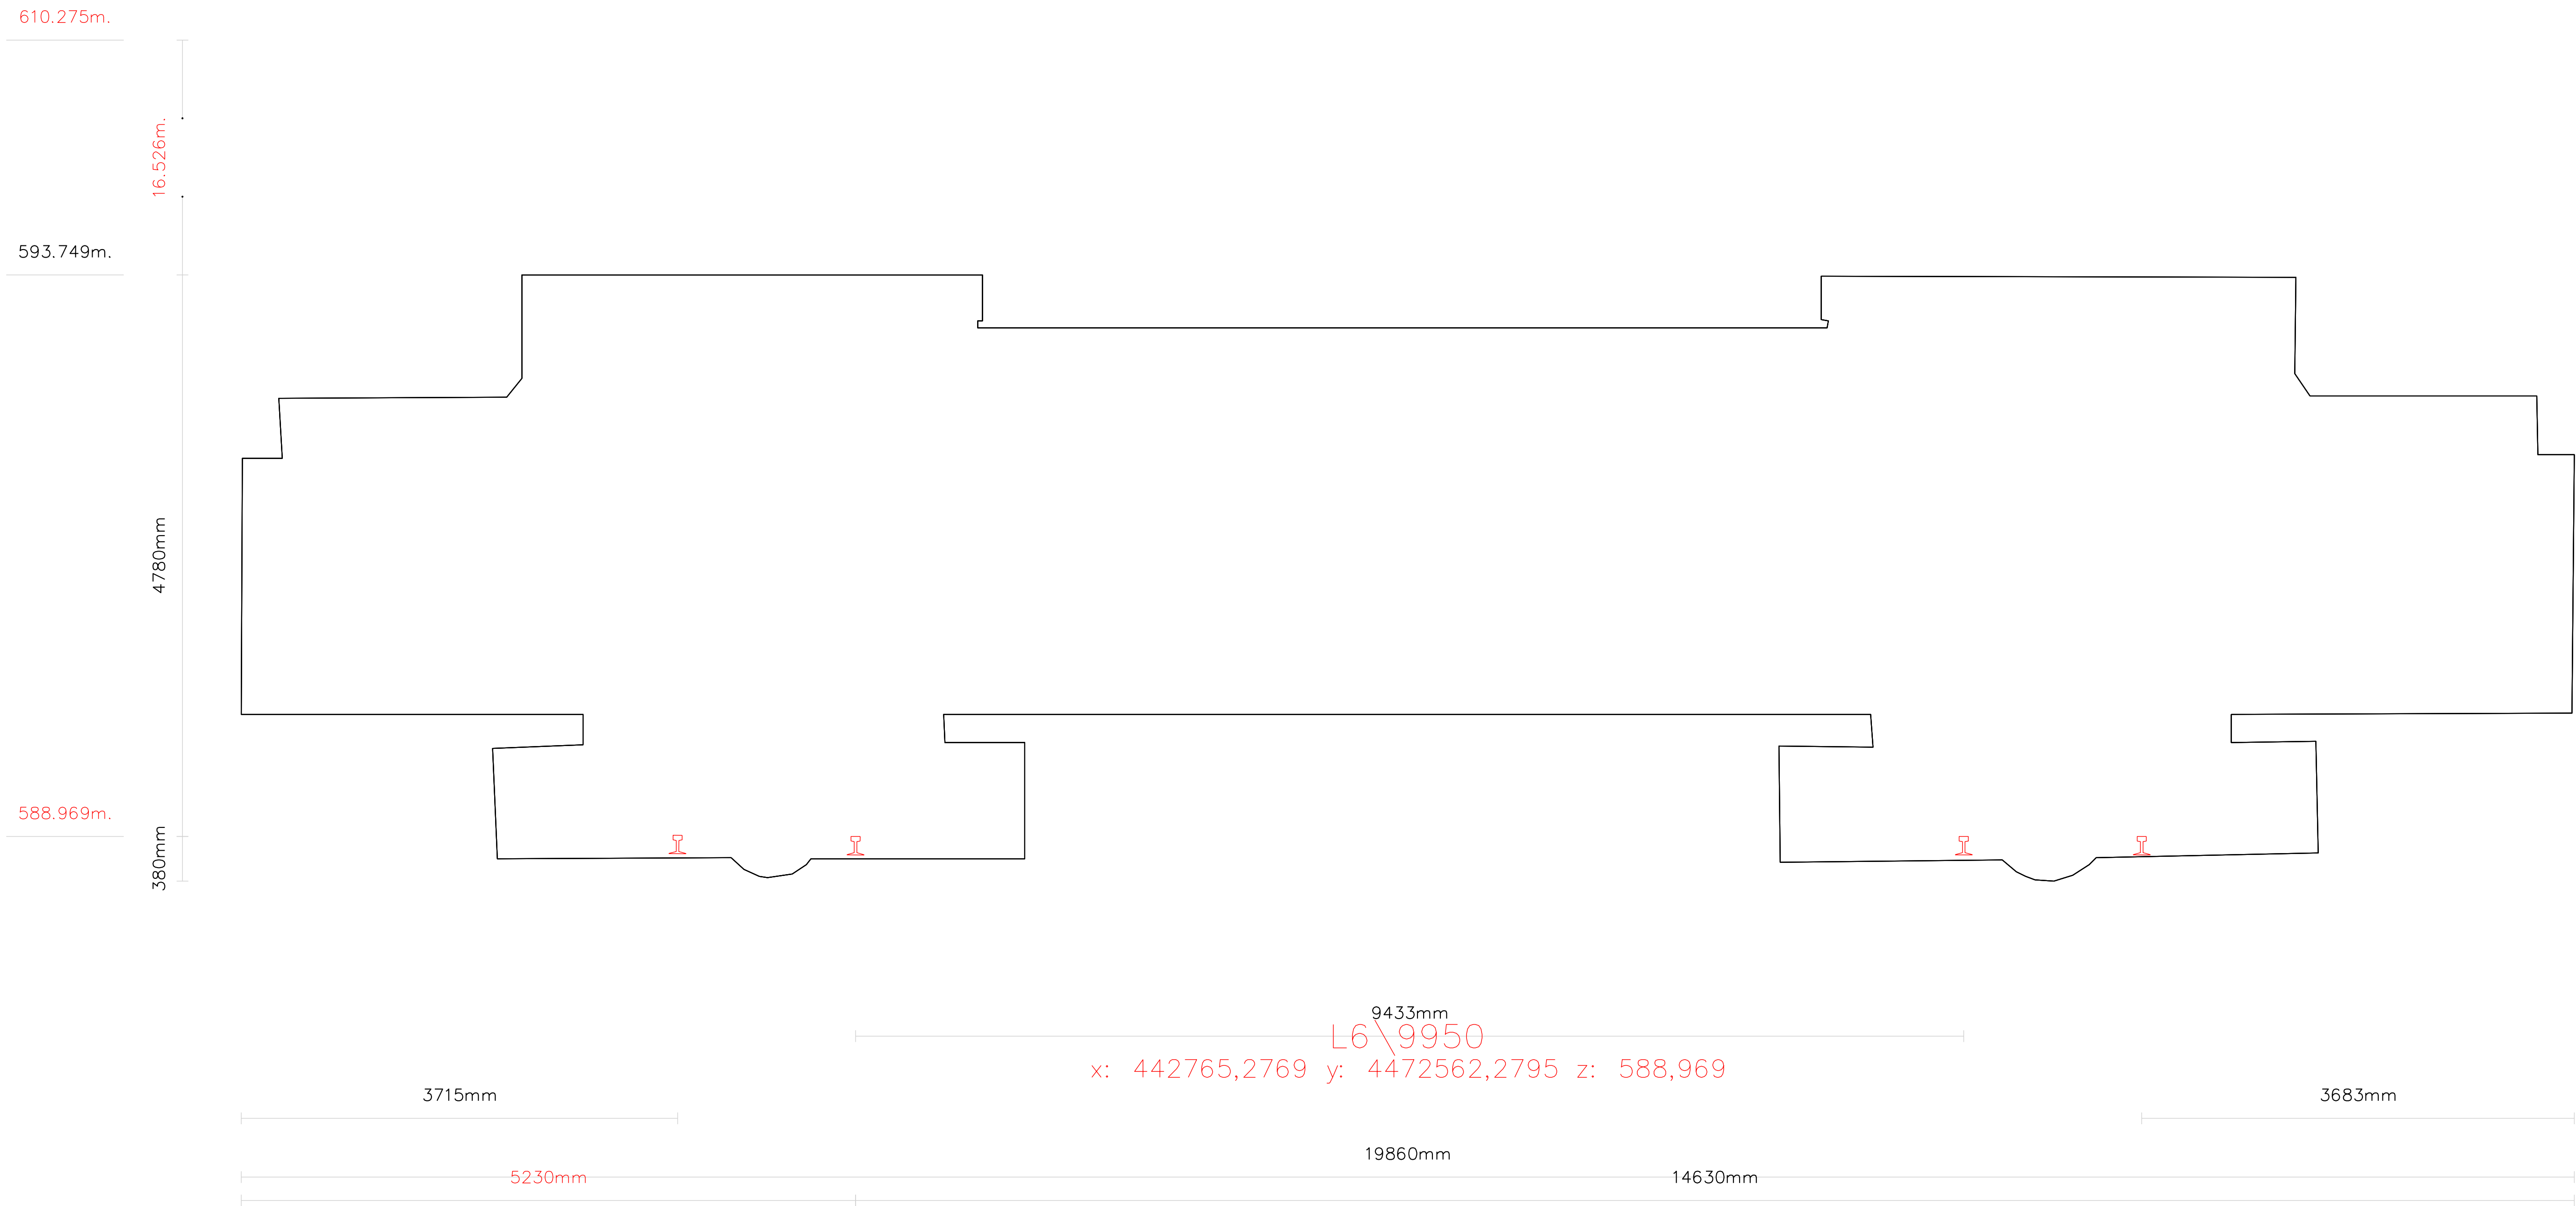 610.275m.
16.526m.
593.749m.
4780mm
588.969m.
380mm
9433mm
L6\9950
x: 442765,2769 y: 4472562,2795 z: 588,969
3715mm
3683mm
19860mm
5230mm
14630mm